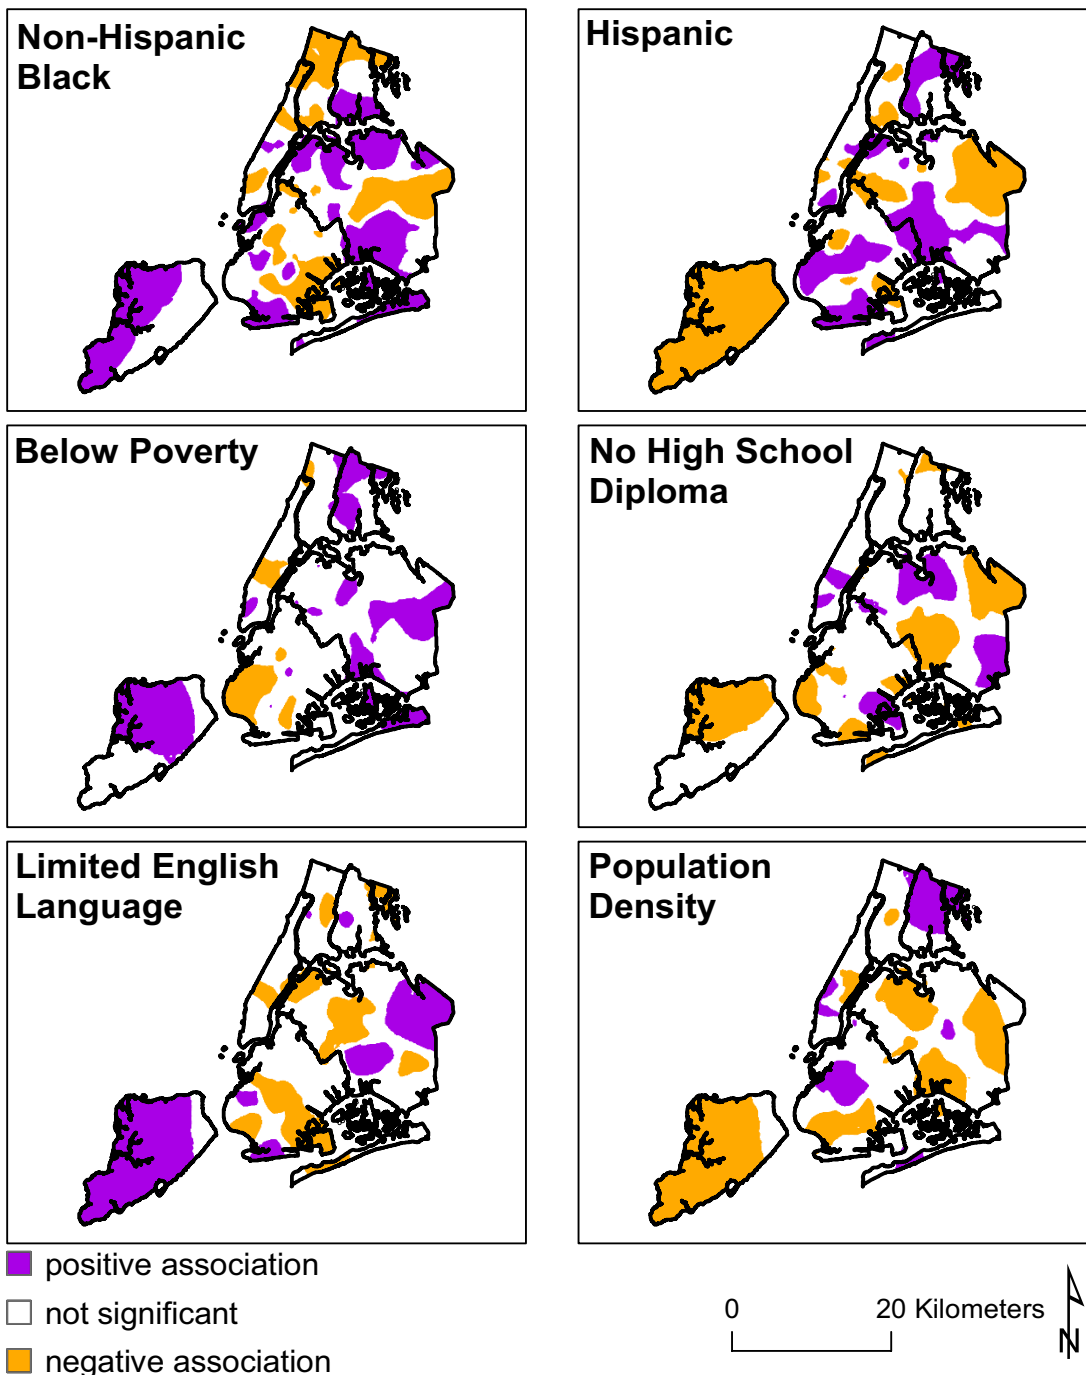 Non-Hispanic
Black
Hispanic
Below Poverty
No High School
Diploma
Limited English
Language
Population
Density
positive association
not significant
negative association
0 20 Kilometers
N